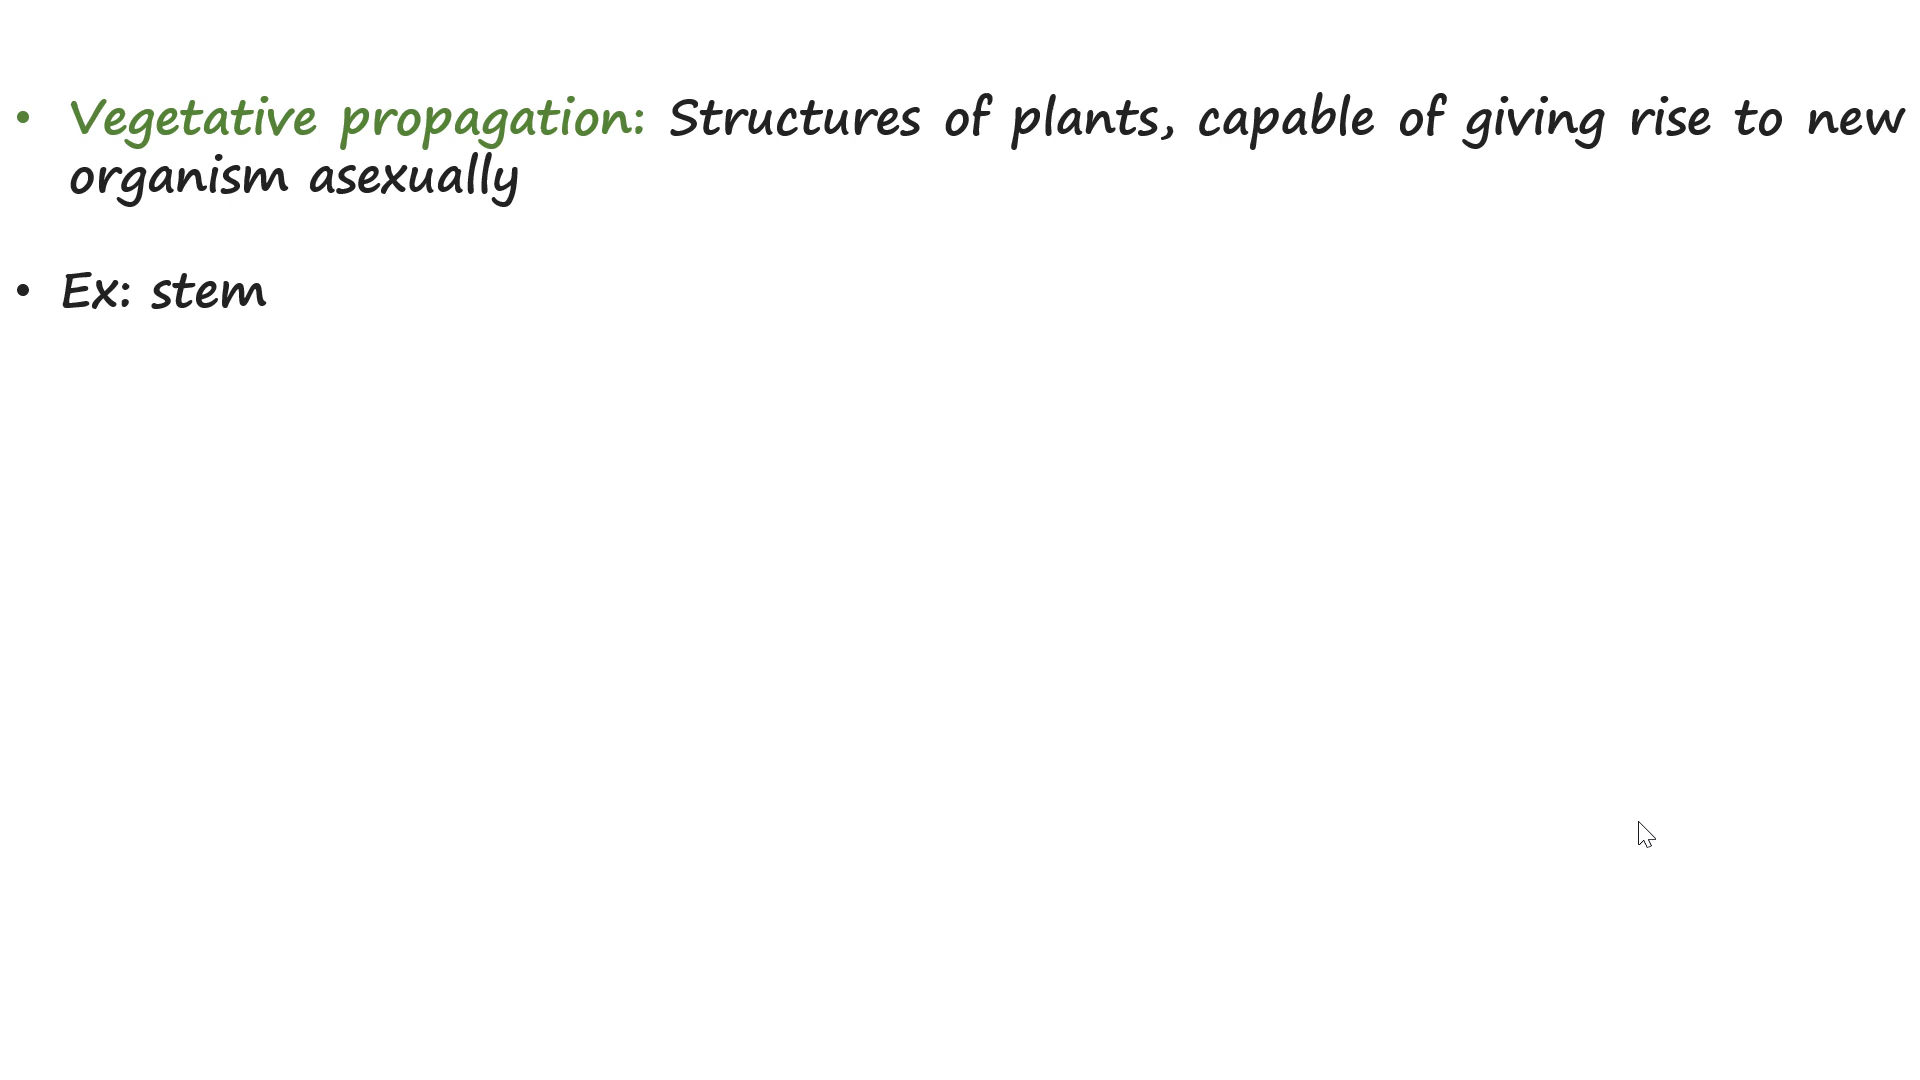 • Vegetative propagation: Structures of plants, capable of giving rise to new
organism asexually
• Ex: stem